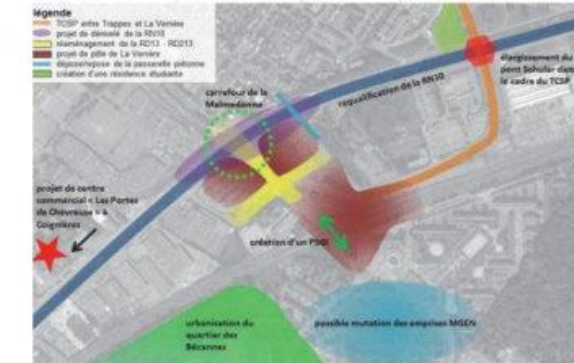 légende
TCSP entre Trappes et La Verrière
projet de dénivelé de la RN10
réaménagement de la RD13 - RD213
projet de pôle de La Verrière
dépose/repose de la passerelle piétonne
création d'une résidence étudiante
élargissement du
pont Schuler dans
le cadre du TCSP
carrefour de la
Malmedonne
requalification de la RN10
projet de centre
commercial « Les Portes
de Chevreuse » à
Coignières
création d'un PSGI
urbanisation du
quartier des
Bécannes
possible mutation des emprises MGEN